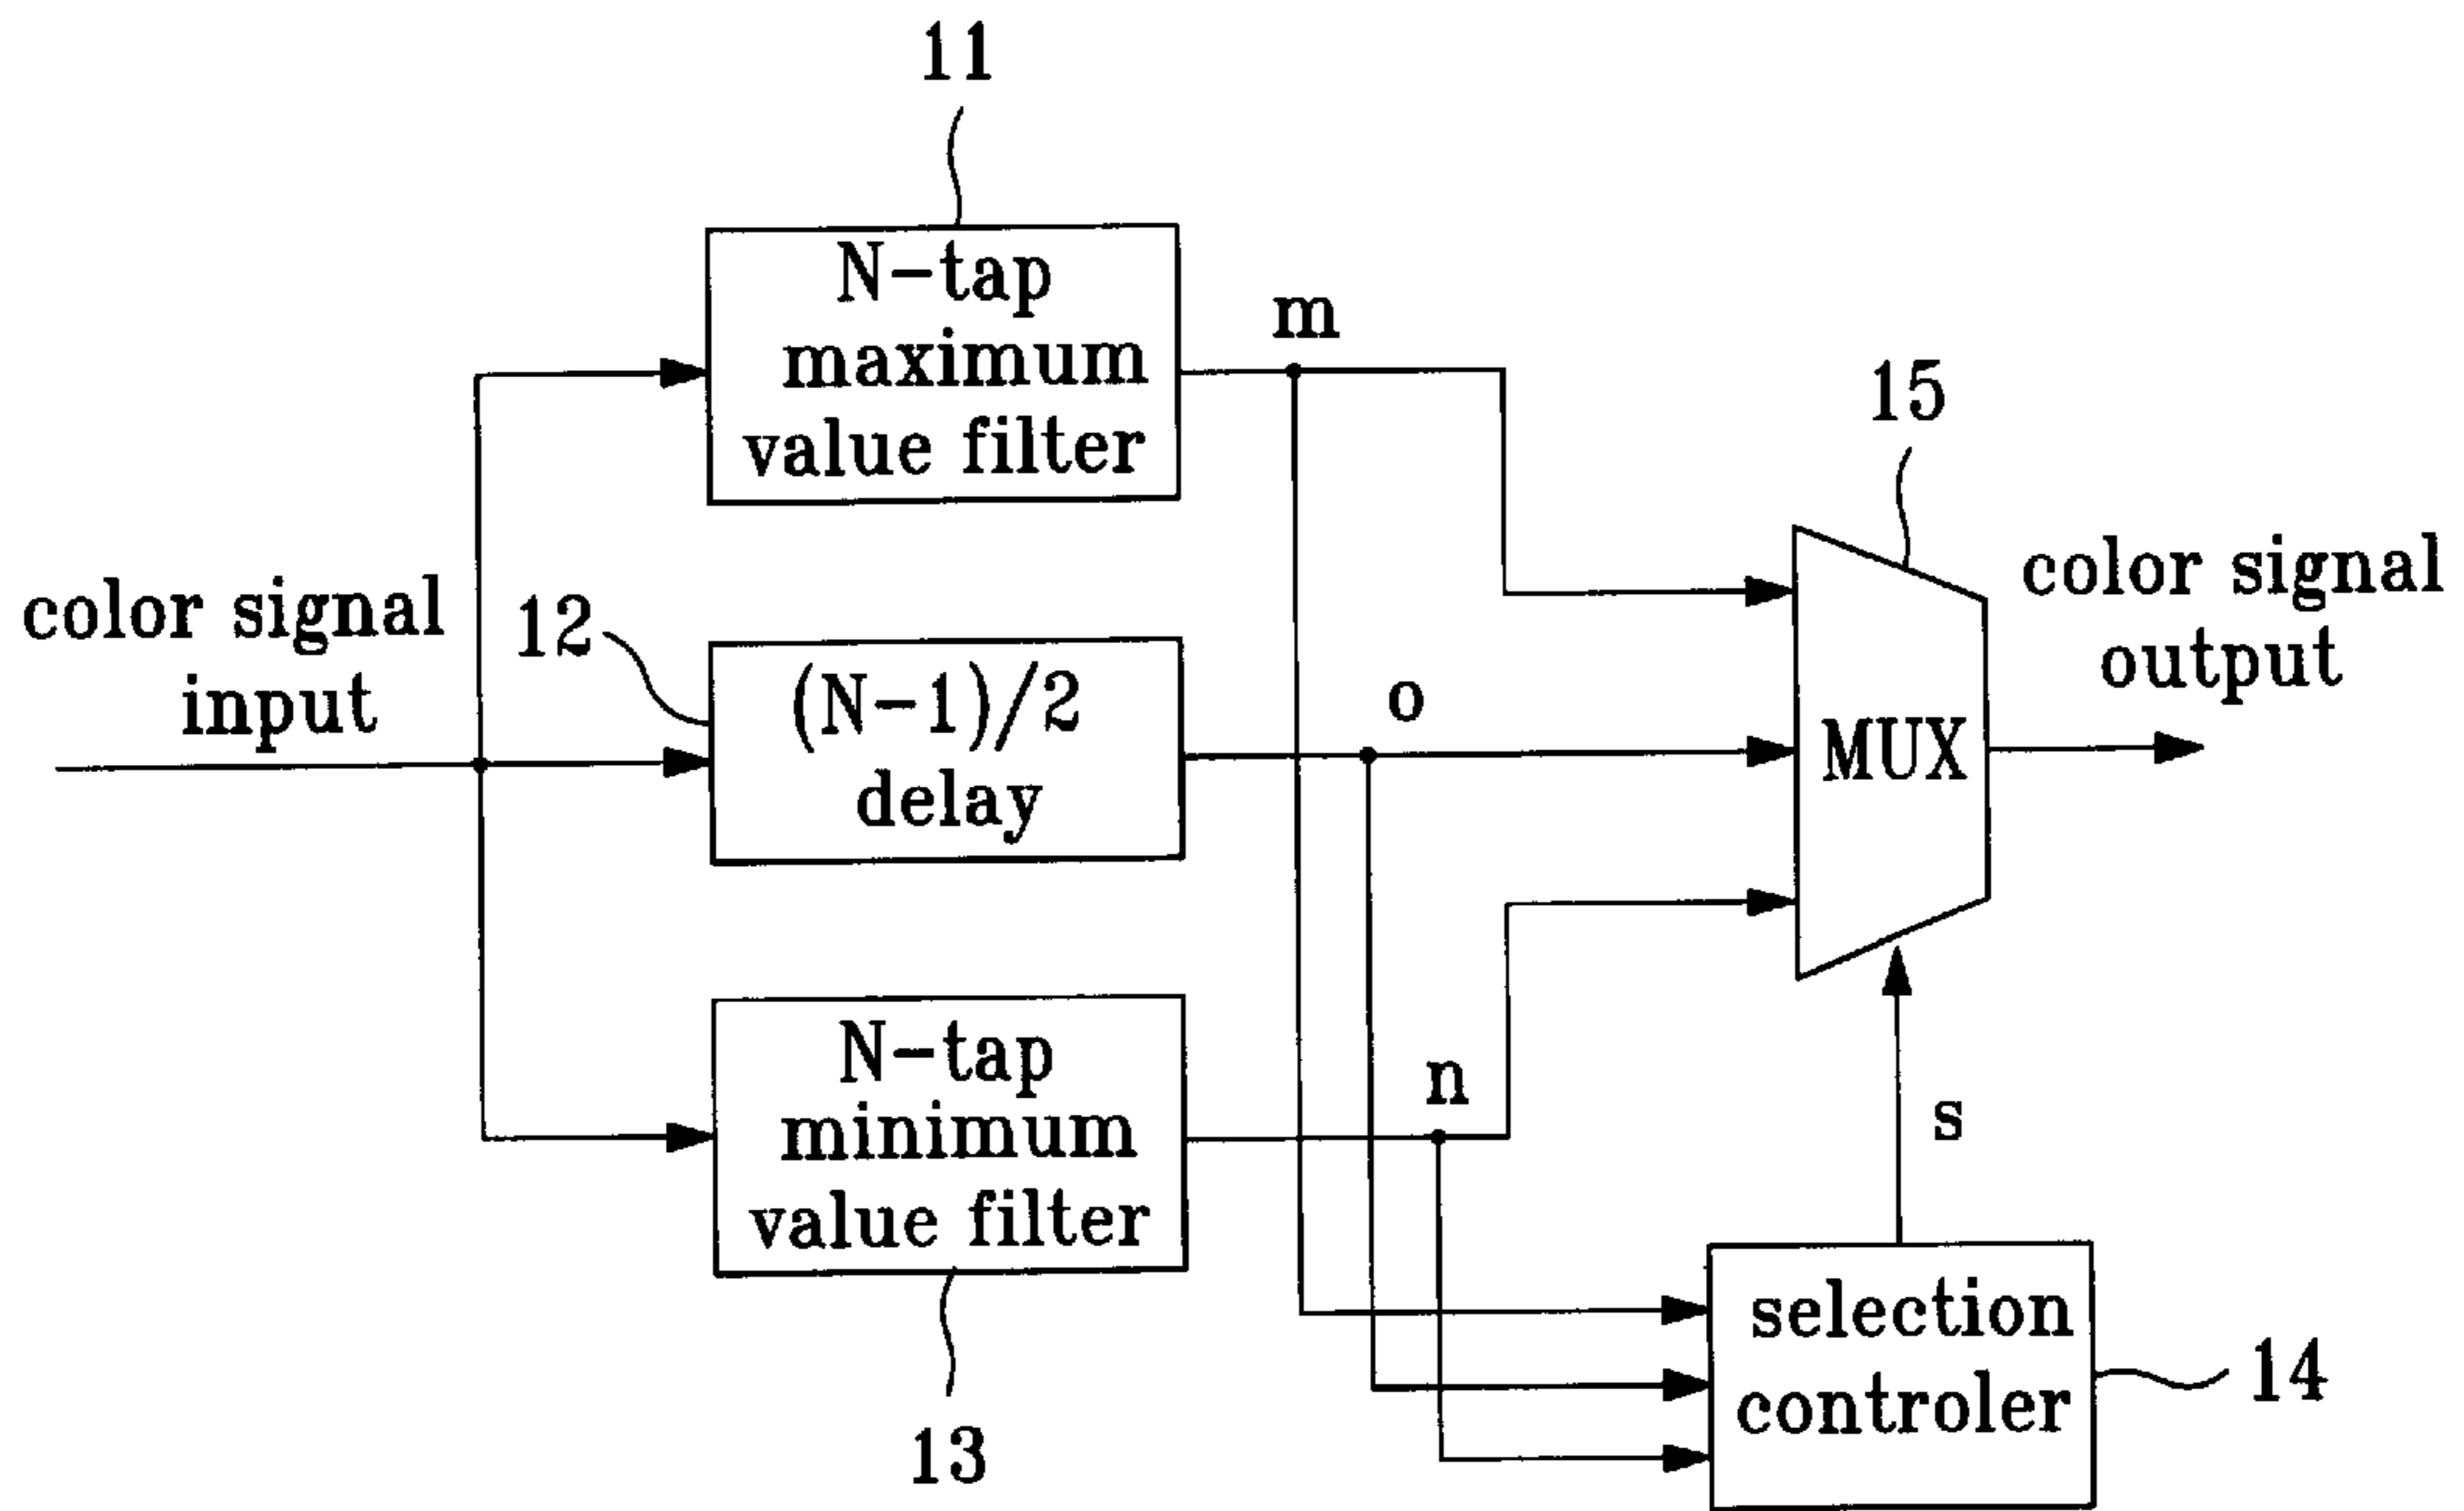 11
N-tap
maximum
value filter
m
15
color signal
input
12
(N-1)/2
delay
o
MUX
color signal
output
N-tap
minimum
value filter
n
s
13
selection
controler
14